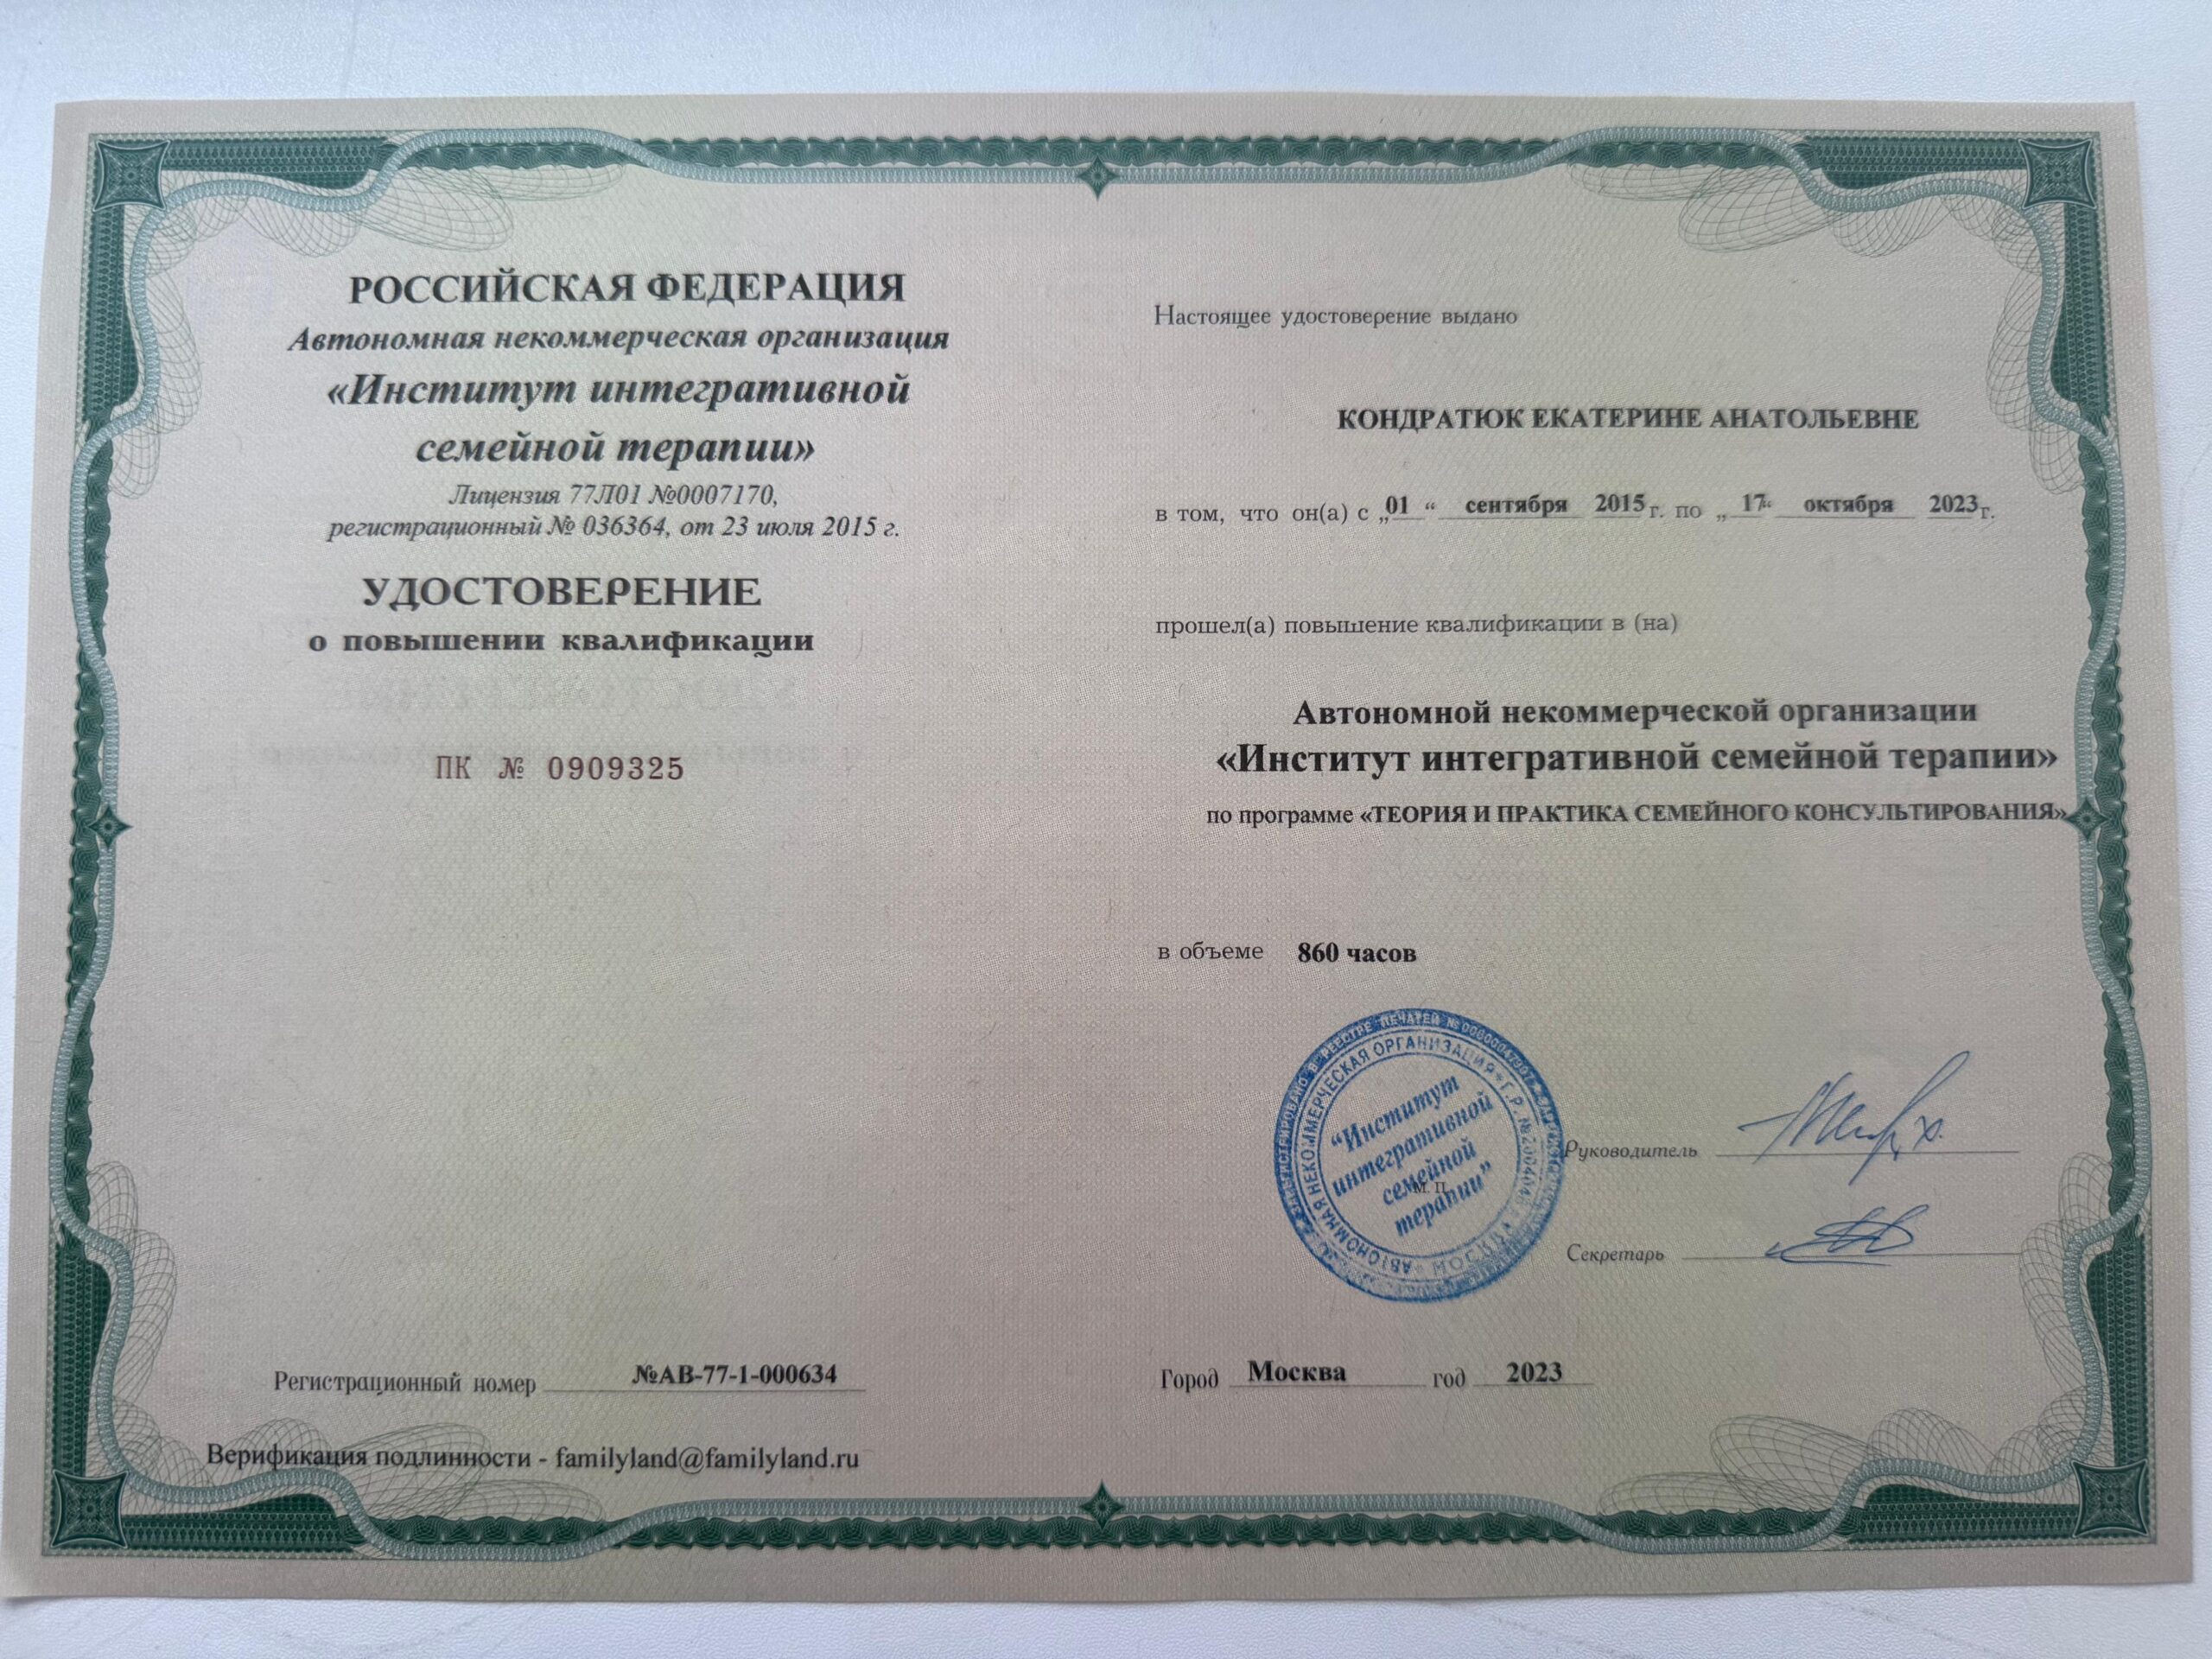 РОССИЙСКАЯ ФЕДЕРАЦИЯ
Автономная некоммерческая организация
«Институт интегративной
семейной терапии»
Лицензия 77Л01 №0007170,
регистрационный № 036364, от 23 июля 2015 г.
УДОСТОВЕРЕНИЕ
о повышении квалификации
ПК № 0909325
Регистрационный номер №АВ-77-1-000634
Верификация подлинности - familyland@familyland.ru
Настоящее удостоверение выдано
КОНДРАТЮК ЕКАТЕРИНЕ АНАТОЛЬЕВНЕ
в том, что он(а) с „01“ сентября 2015 г. по „17“ октября 2023 г.
прошел(а) повышение квалификации в (на)
Автономной некоммерческой организации
«Институт интегративной семейной терапии»
по программе «ТЕОРИЯ И ПРАКТИКА СЕМЕЙНОГО КОНСУЛЬТИРОВАНИЯ»
в объеме 860 часов
В РЕЕСТРЕ ПЕЧАТЕЙ
АВТОНОМНАЯ НЕКОММЕРЧЕСКАЯ ОРГАНИЗАЦИЯ
МОСКВА
“Институт
интегративной
семейной
терапии”
М. П.
Руководитель
Секретарь
Город Москва год 2023